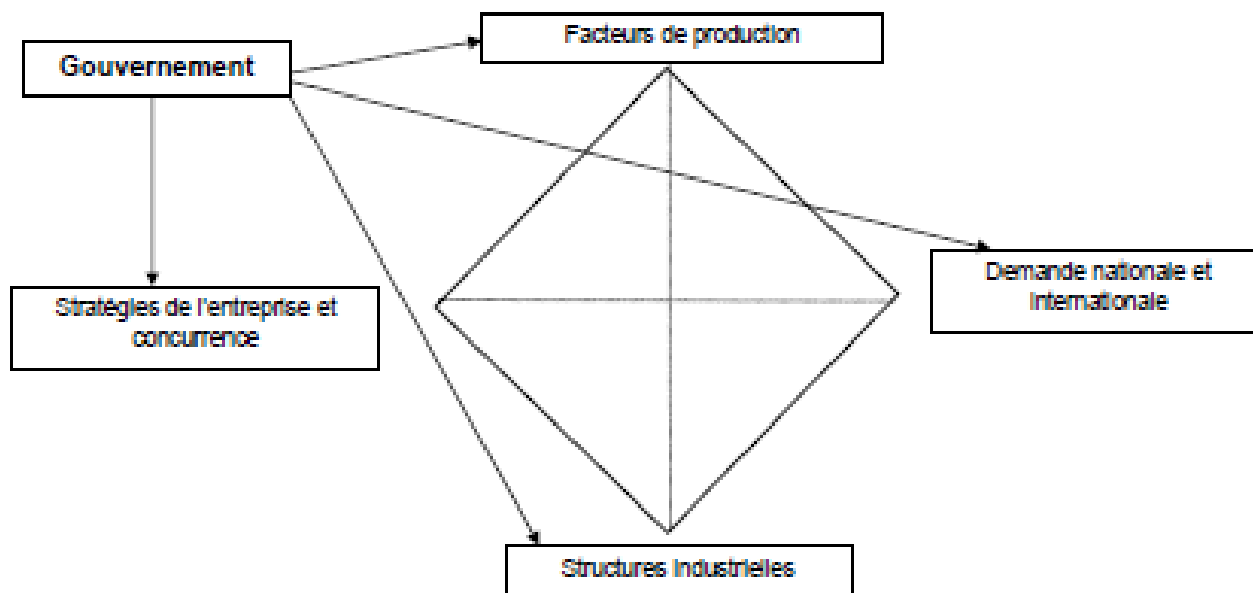 Facteurs de production
Gouvernement
Demande nationale et
Internationale
Stratégies de l'entreprise et
concurrence
Structures Industrielles